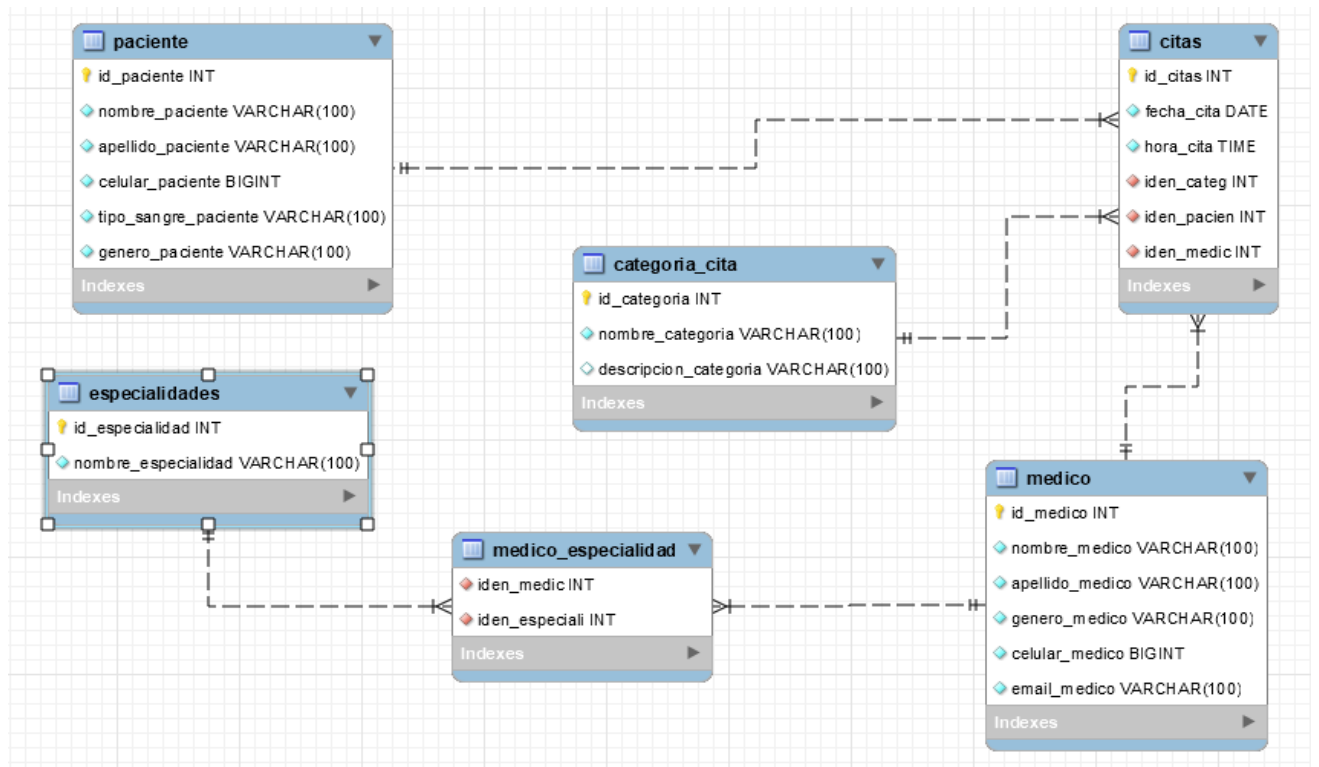 paciente
id_paciente INT
nombre_paciente VARCHAR(100)
apellido_paciente VARCHAR(100)
celular_paciente BIGINT
tipo_sangre_paciente VARCHAR(100)
genero_paciente VARCHAR(100)
Indexes
citas
id_citas INT
fecha_cita DATE
hora_cita TIME
iden_categ INT
iden_pacien INT
iden_medic INT
Indexes
categoria_cita
id_categoria INT
nombre_categoria VARCHAR(100)
descripcion_categoria VARCHAR(100)
Indexes
especialidades
id_especialidad INT
nombre_especialidad VARCHAR(100)
Indexes
medico_especialidad
iden_medic INT
iden_especiali INT
Indexes
medico
id_medico INT
nombre_medico VARCHAR(100)
apellido_medico VARCHAR(100)
genero_medico VARCHAR(100)
celular_medico BIGINT
email_medico VARCHAR(100)
Indexes